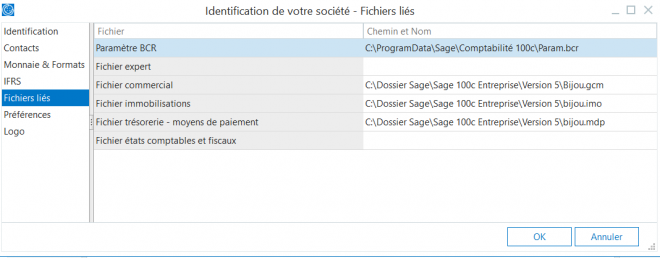 Identification de votre société - Fichiers liés
Identification
Contacts
Monnaie & Formats
IFRS
Fichiers liés
Préférences
Logo
Fichier Chemin et Nom
Paramètre BCR C:\ProgramData\Sage\Comptabilité 100c\Param.bcr
Fichier expert
Fichier commercial C:\Dossier Sage\Sage 100c Entreprise\Version 5\Bijou.gcm
Fichier immobilisations C:\Dossier Sage\Sage 100c Entreprise\Version 5\bijou.imo
Fichier trésorerie - moyens de paiement C:\Dossier Sage\Sage 100c Entreprise\Version 5\bijou.mdp
Fichier états comptables et fiscaux
OK Annuler